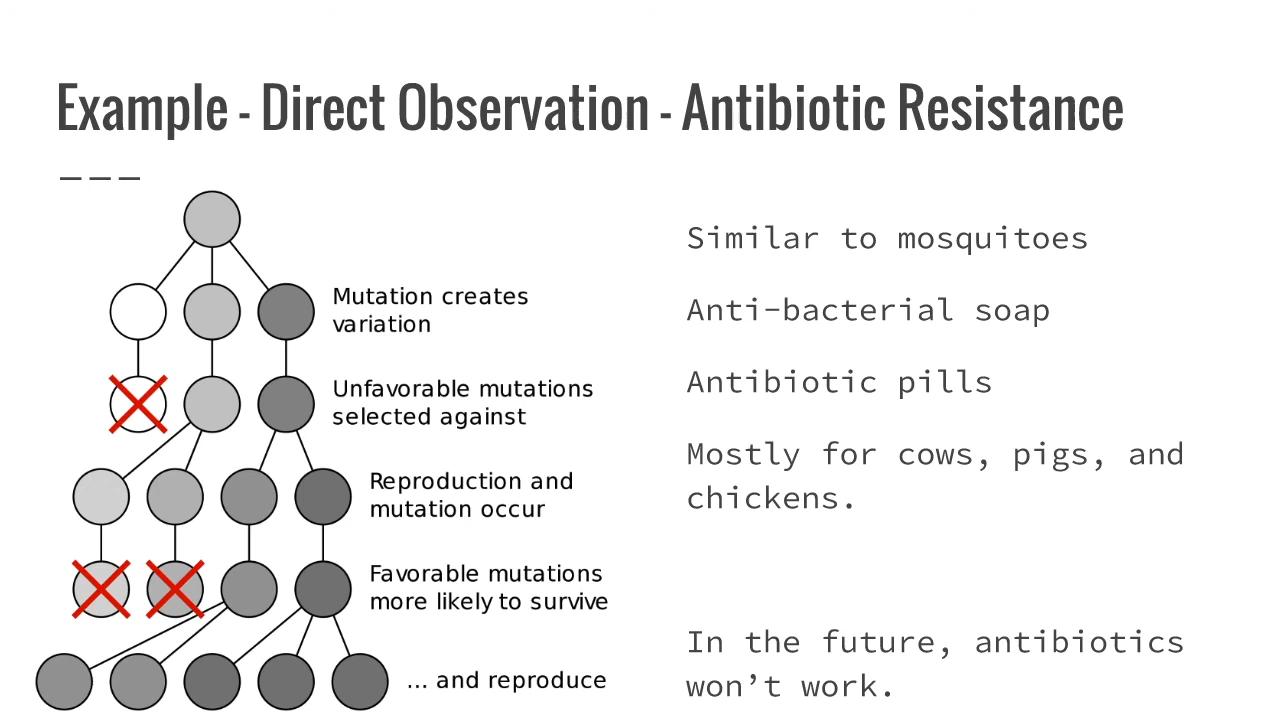 Example - Direct Observation - Antibiotic Resistance
Mutation creates
variation
Unfavorable mutations
selected against
Reproduction and
mutation occur
Favorable mutations
more likely to survive
... and reproduce
Similar to mosquitoes
Anti-bacterial soap
Antibiotic pills
Mostly for cows, pigs, and
chickens.
In the future, antibiotics
won’t work.